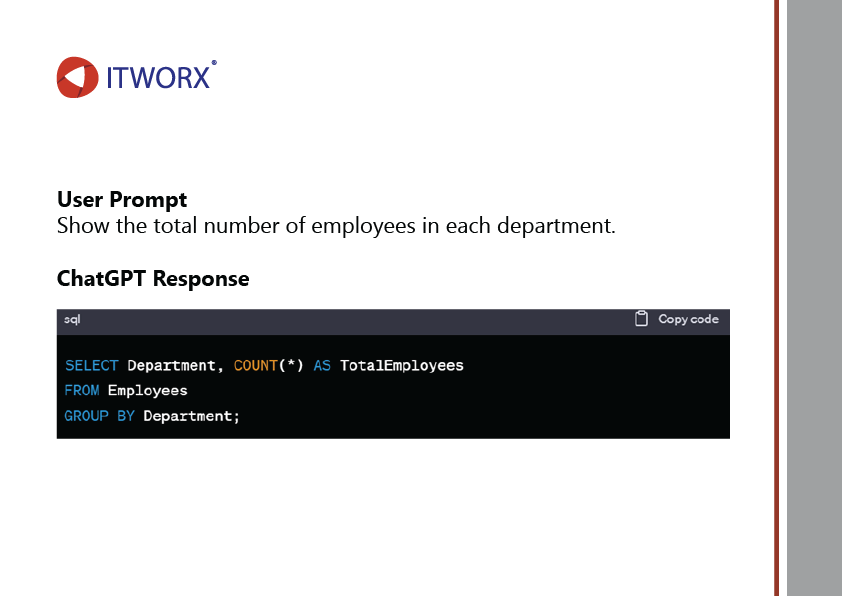 ITWORX®
User Prompt
Show the total number of employees in each department.
ChatGPT Response
sql Copy code
SELECT Department, COUNT(*) AS TotalEmployees
FROM Employees
GROUP BY Department;